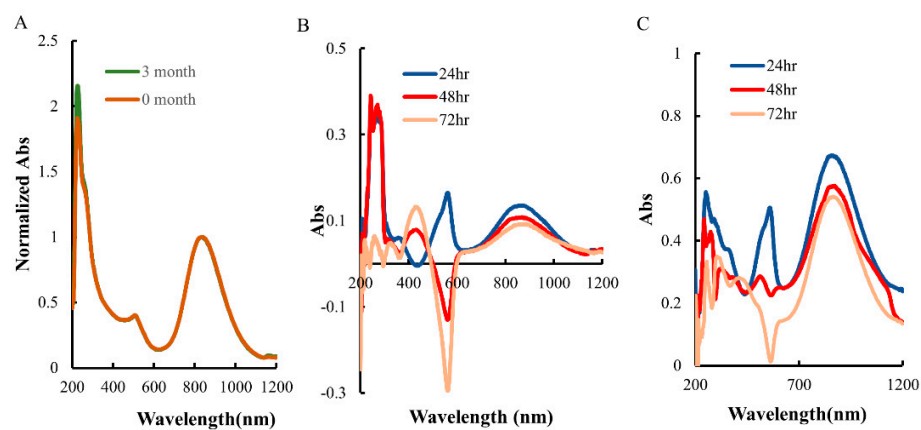 A
2.5
2
1.5
1
0.5
0
200 400 600 800 1000 1200
Normalized Abs
Wavelength(nm)
3 month
0 month
B
0.5
0.3
0.1
-0.1
-0.3
200 400 600 800 1000 1200
Abs
Wavelength (nm)
24hr
48hr
72hr
C
1
0.8
0.6
0.4
0.2
0
200 700 1200
Abs
Wavelength(nm)
24hr
48hr
72hr